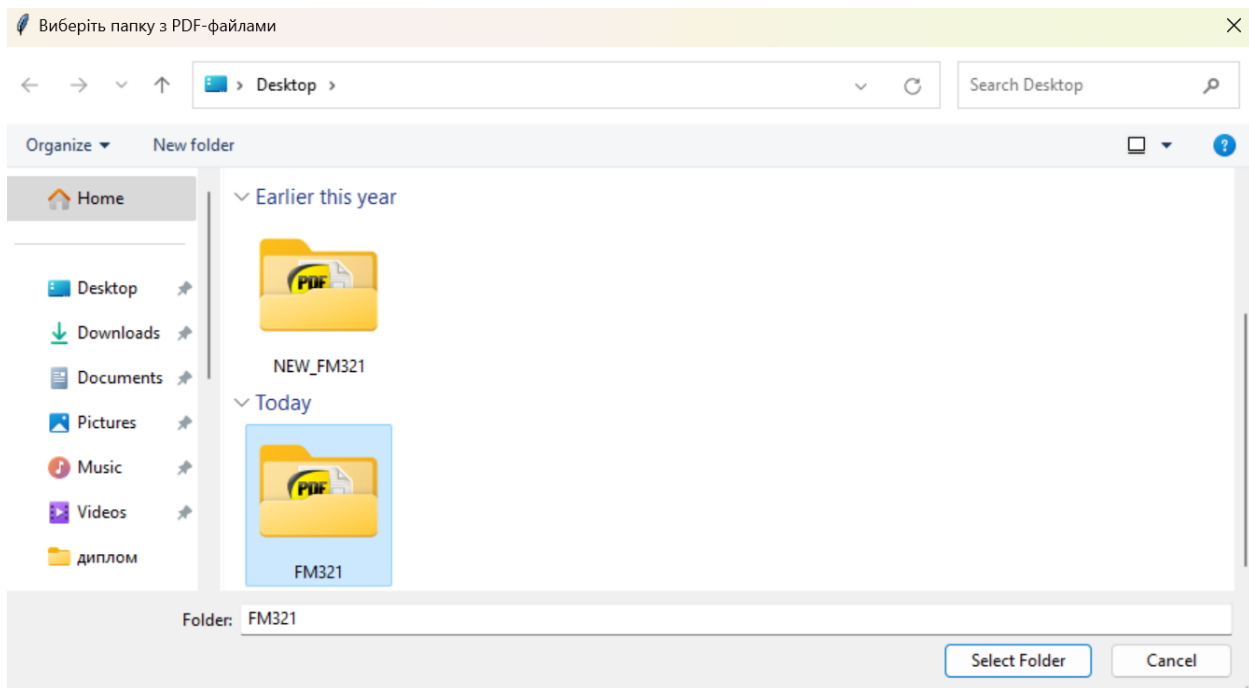 Виберіть папку з PDF-файлами
Desktop
Search Desktop
Organize
New folder
Home
Desktop
Downloads
Documents
Pictures
Music
Videos
диплом
Earlier this year
PDF
NEW_FM321
Today
PDF
FM321
Folder: FM321
Select Folder
Cancel